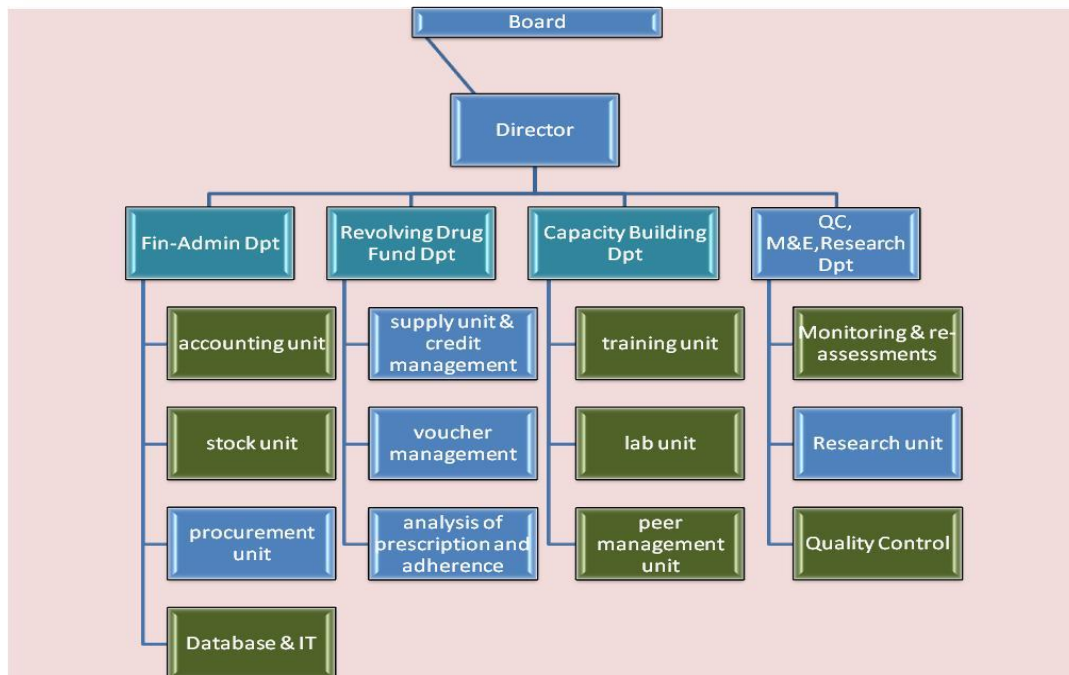 Board
Director
Fin-Admin Dpt
Revolving Drug
Fund Dpt
Capacity Building
Dpt
QC,
M&E,Research
Dpt
accounting unit
supply unit &
credit
management
training unit
Monitoring & re-
assessments
stock unit
voucher
management
lab unit
Research unit
procurement
unit
analysis of
prescription and
adherence
peer
management
unit
Quality Control
Database & IT